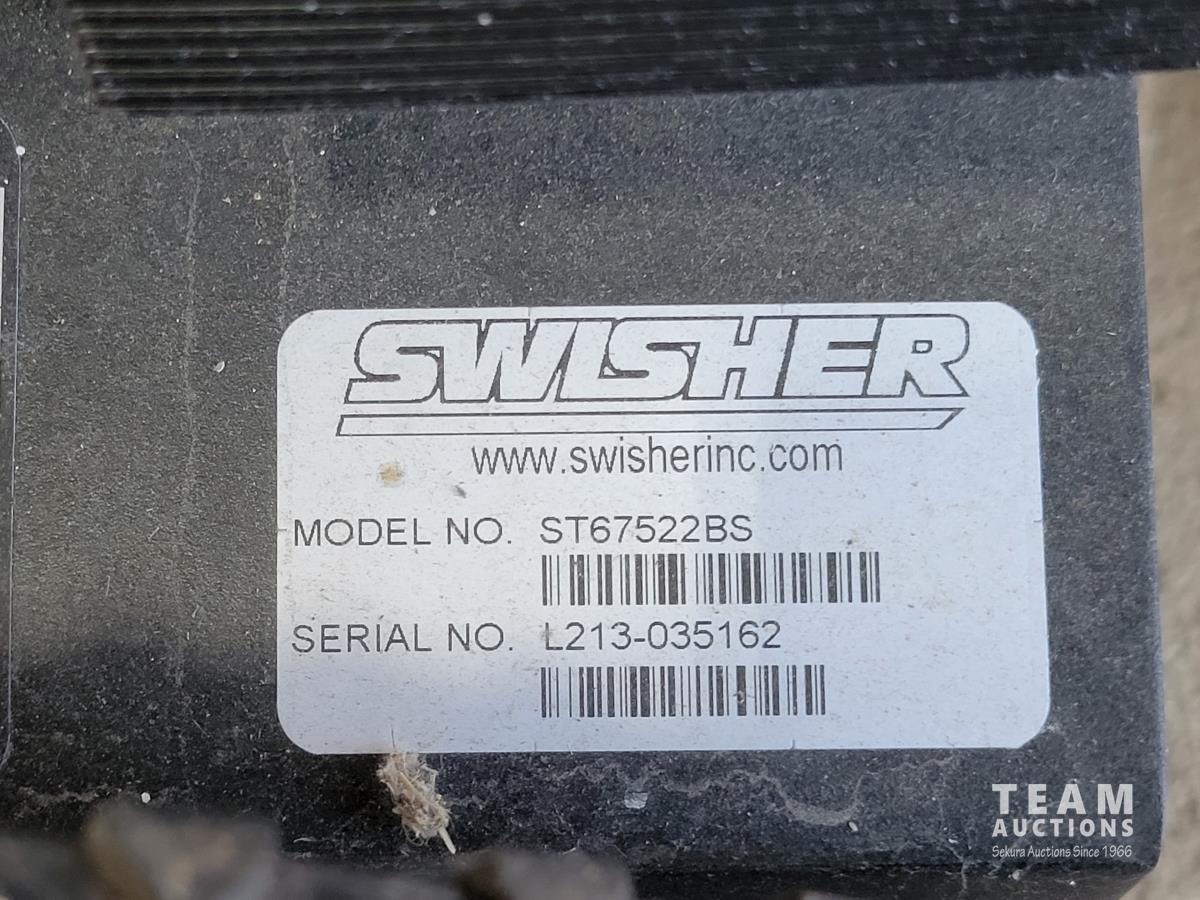 SWISHER
www.swisherinc.com
MODEL NO. ST67522BS
SERIAL NO. L213-035162
TEAM
AUCTIONS
Sekura Auctions Since 1966